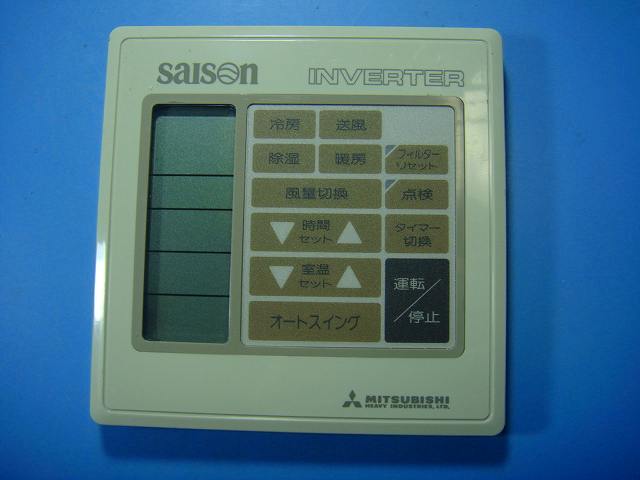 saison INVERTER
冷房 送風
除湿 暖房 フィルター
リセット
風量切換 点検
▼ 時間 ▲
セット
タイマー
切換
▼ 室温 ▲
セット
運転/
停止
オートスイング
MITSUBISHI
HEAVY INDUSTRIES, LTD.